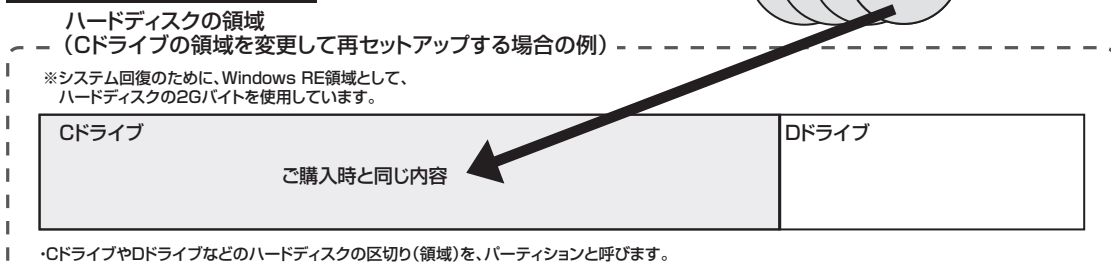 ハードディスクの領域
（Cドライブの領域を変更して再セットアップする場合の例）
※システム回復のために、Windows RE領域として、
ハードディスクの2Gバイトを使用しています。
Cドライブ
Dドライブ
ご購入時と同じ内容
・CドライブやDドライブなどのハードディスクの区切り（領域）を、パーティションと呼びます。